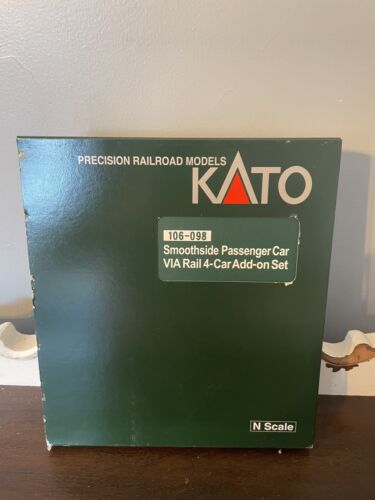 PRECISION RAILROAD MODELS
KATO
106-098
Smoothside Passenger Car
VIA Rail 4-Car Add-on Set
N Scale